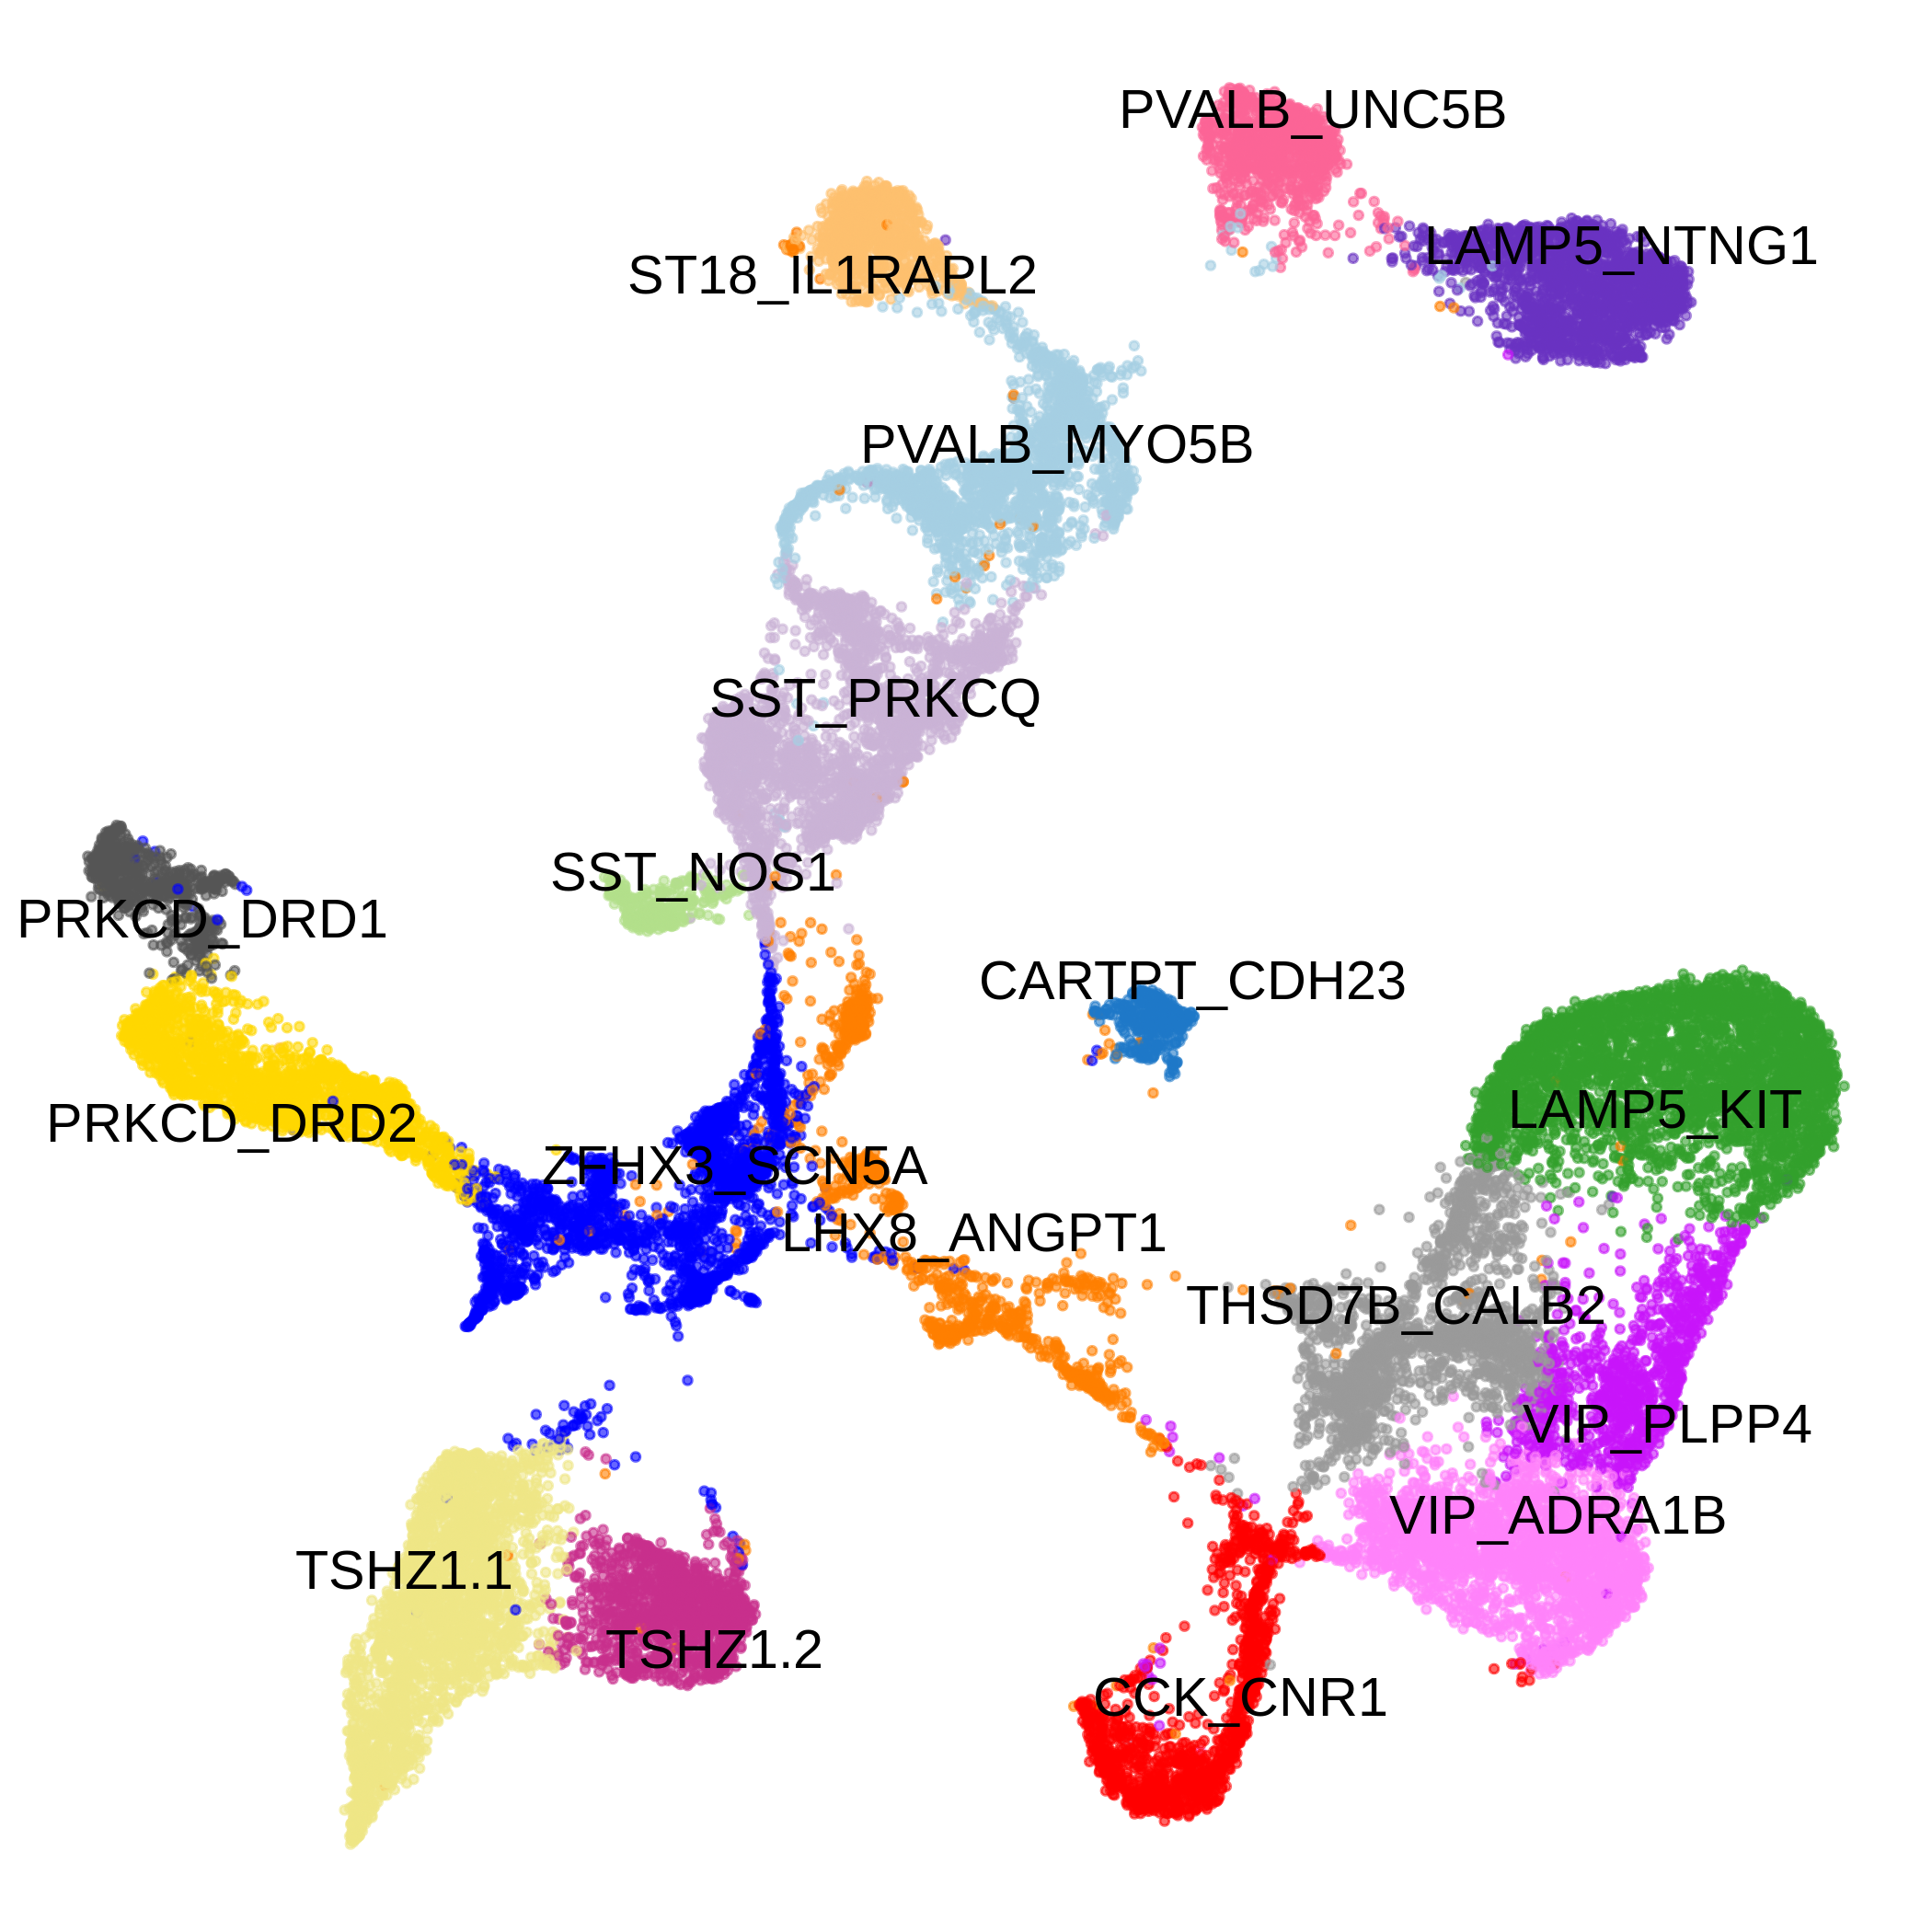 PVALB_UNC5B
LAMP5_NTNG1
ST18_IL1RAPL2
PVALB_MYO5B
SST_PRKCQ
SST_NOS1
PRKCD_DRD1
CARTPT_CDH23
LAMP5_KIT
PRKCD_DRD2
ZFHX3_SCN5A
LHX8_ANGPT1
THSD7B_CALB2
VIP_PLPP4
VIP_ADRA1B
TSHZ1.1
TSHZ1.2
CCK_CNR1